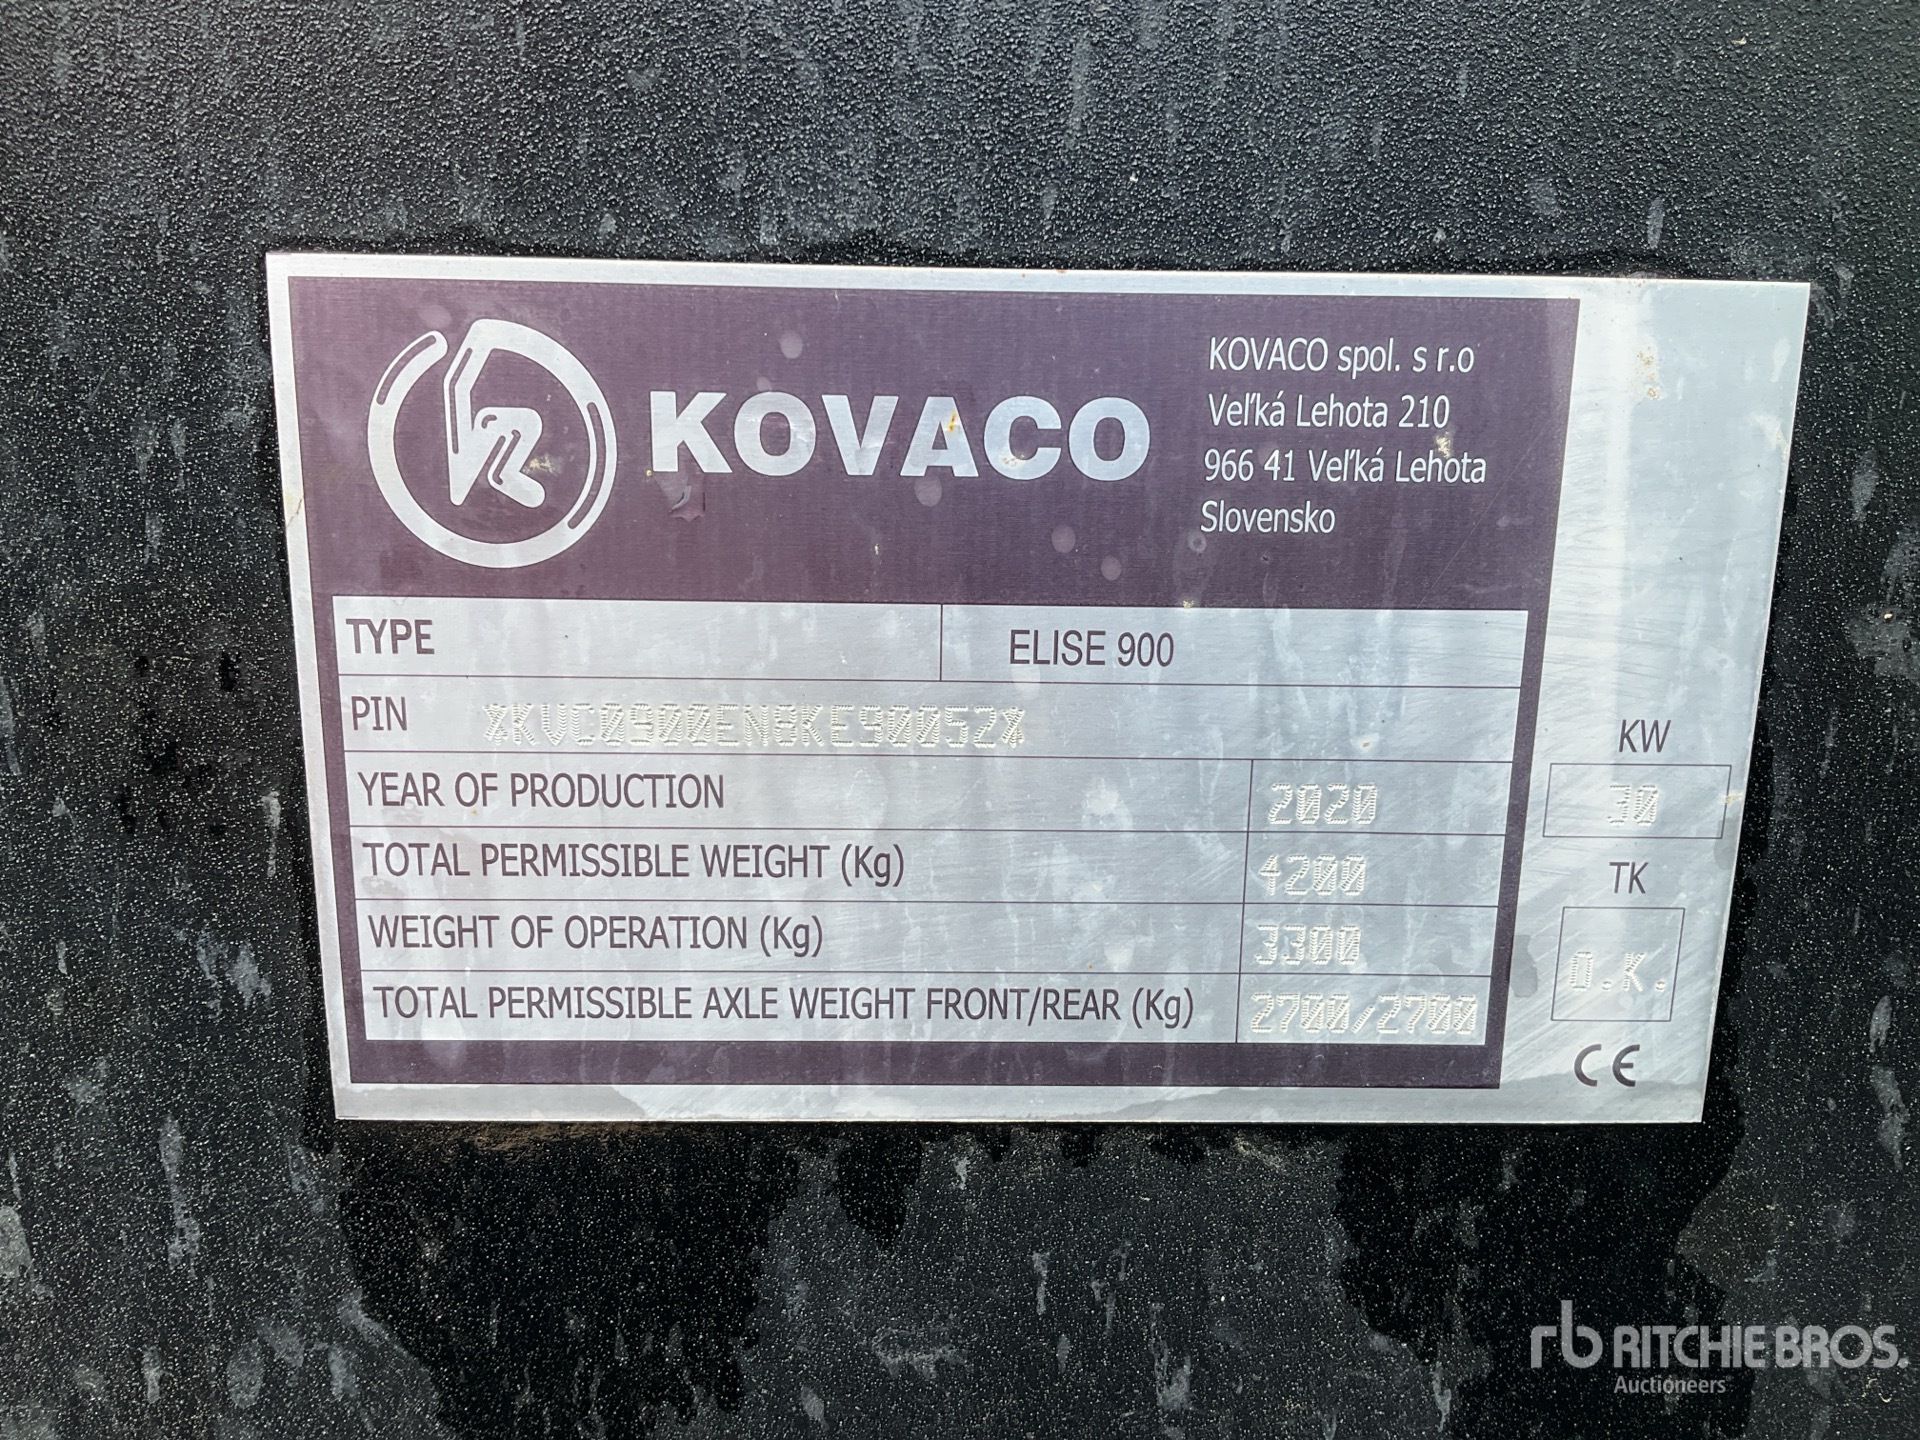 KOVACO
KOVACO spol. s r.o
Veľká Lehota 210
966 41 Veľká Lehota
Slovensko
TYPE ELISE 900
PIN *KVC0900EN8KE90052*
YEAR OF PRODUCTION 2020
TOTAL PERMISSIBLE WEIGHT (Kg) 4200
WEIGHT OF OPERATION (Kg) 3300
TOTAL PERMISSIBLE AXLE WEIGHT FRONT/REAR (Kg) 2700/2700
KW
30
TK
O.K.
CE
rb RITCHIE BROS.
Auctioneers